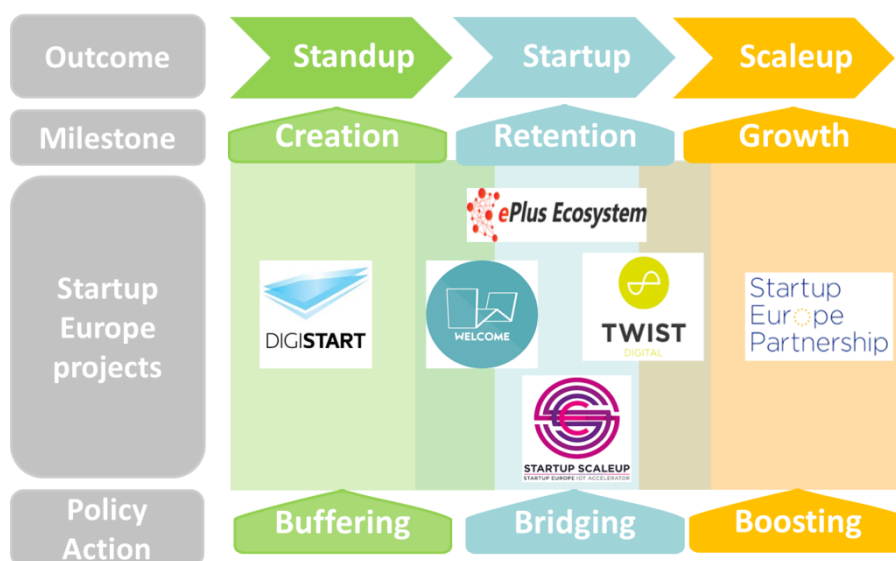 Outcome
Standup
Startup
Scaleup
Milestone
Creation
Retention
Growth
Startup
Europe
projects
ePlus Ecosystem
DIGISTART
WELCOME
TWIST
DIGITAL
Startup
Europe
Partnership
STARTUP SCALEUP
STARTUP EUROPE IOT ACCELERATOR
Policy
Action
Buffering
Bridging
Boosting